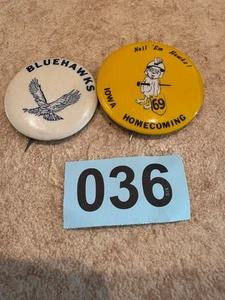 BLUEHAWKS
Nail 'Em Hawks!
69
IOWA HOMECOMING
036